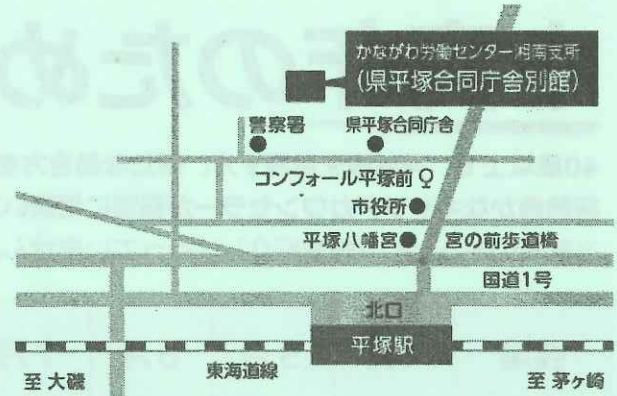 かながわ労働センター湘南支所
(県平塚合同庁舎別館)
警察署
県平塚合同庁舎
コンフォール平塚前
市役所
平塚八幡宮
宮の前歩道橋
国道1号
北口
平塚駅
至 大磯
東海道線
至 茅ヶ崎